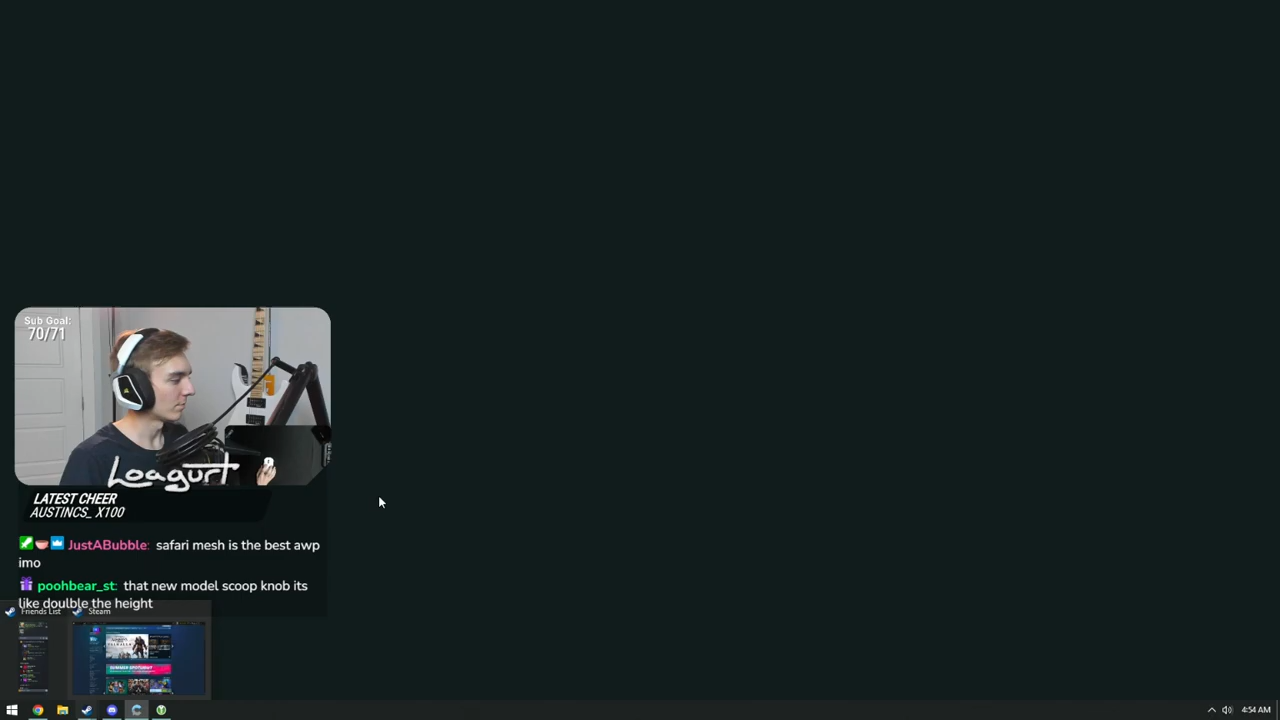 Sub Goal:
70/71
Loagurt
LATEST CHEER
AUSTINCS_ X100
JustABubble: safari mesh is the best awp
imo
poohbear_st: that new model scoop knob its
like doulble the height
Friends List
Steam
4:54 AM